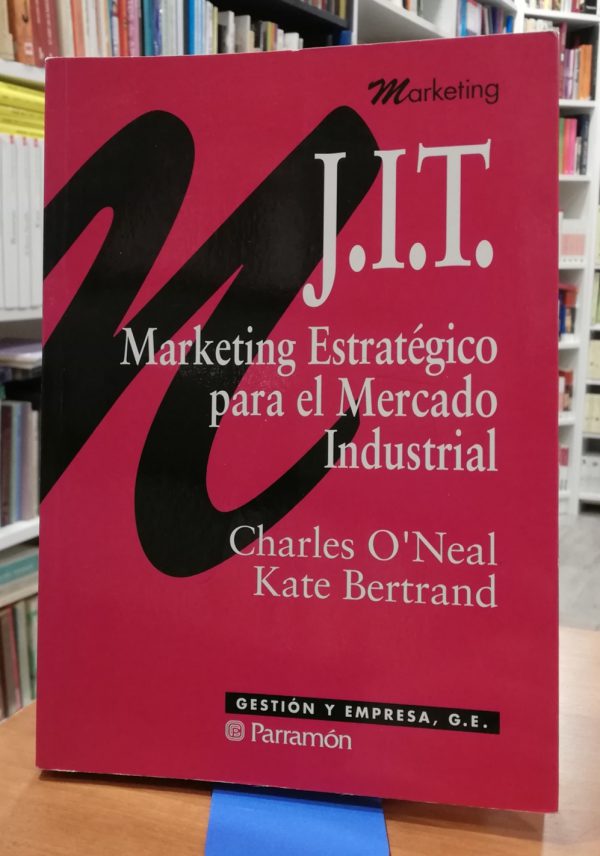 Marketing
J.I.T.
Marketing Estratégico
para el Mercado
Industrial
Charles O'Neal
Kate Bertrand
GESTIÓN Y EMPRESA, G.E.
Parramón